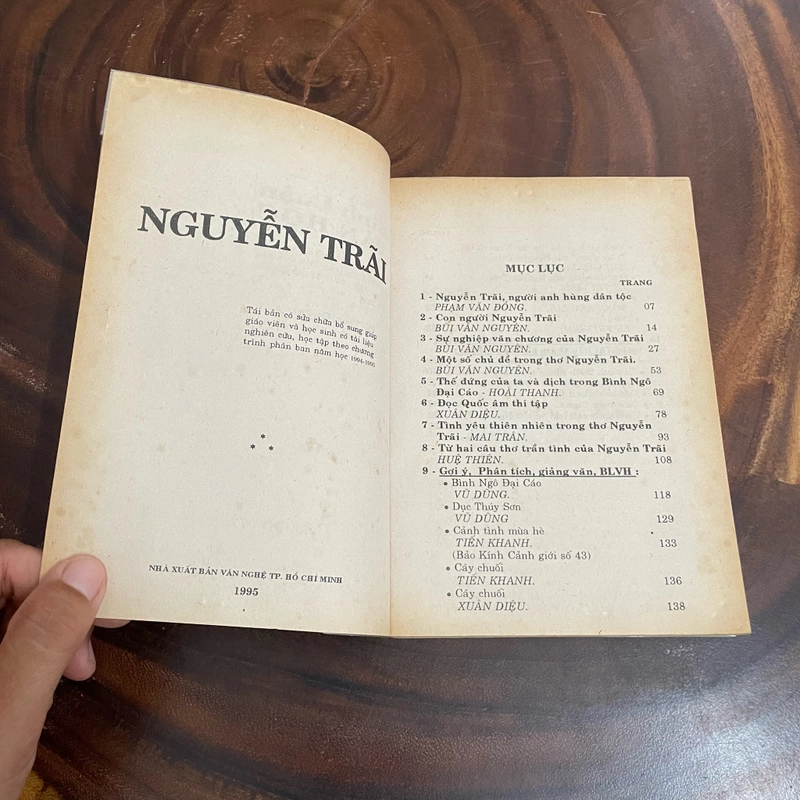 NGUYỄN TRÃI
Tái bản có sửa chữa bổ sung giúp
giáo viên và học sinh có tài liệu
nghiên cứu, học tập theo chương
trình phân ban năm học 1994-1995
* * *
NHÀ XUẤT BẢN VĂN NGHỆ TP. HỒ CHÍ MINH
1995
MỤC LỤC
TRANG
1 - Nguyễn Trãi, người anh hùng dân tộc
PHẠM VĂN ĐỒNG. 07
2 - Con người Nguyễn Trãi
BÙI VĂN NGUYÊN. 14
3 - Sự nghiệp văn chương của Nguyễn Trãi
BÙI VĂN NGUYÊN. 27
4 - Một số chủ đề trong thơ Nguyễn Trãi.
BÙI VĂN NGUYÊN. 53
5 - Thế đứng của ta và địch trong Bình Ngô
Đại Cáo - HOÀI THANH. 69
6 - Đọc Quốc âm thi tập
XUÂN DIỆU. 78
7 - Tình yêu thiên nhiên trong thơ Nguyễn
Trãi - MAI TRÂN. 93
8 - Từ hai câu thơ trần tình của Nguyễn Trãi
HUỆ THIÊN. 108
9 - Gợi ý, Phân tích, giảng văn, BLVH :
• Bình Ngô Đại Cáo
VŨ DŨNG. 118
• Dục Thúy Sơn
VŨ DŨNG 129
• Cảnh tình mùa hè
TIÊN KHANH. 133
(Bảo Kính Cảnh giới số 43)
• Cây chuối
TIÊN KHANH. 136
• Cây chuối
XUÂN DIỆU. 138